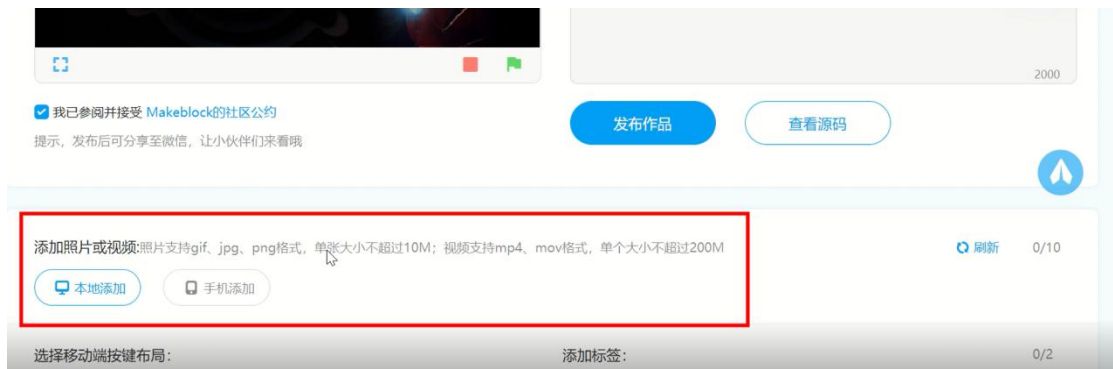 2000
我已参阅并接受 Makeblock的社区公约
提示，发布后可分享至微信，让小伙伴们来看哦
发布作品
查看源码
添加照片或视频:照片支持gif、jpg、png格式，单张大小不超过10M；视频支持mp4、mov格式，单个大小不超过200M
刷新
0/10
本地添加
手机添加
选择移动端按键布局：
添加标签：
0/2